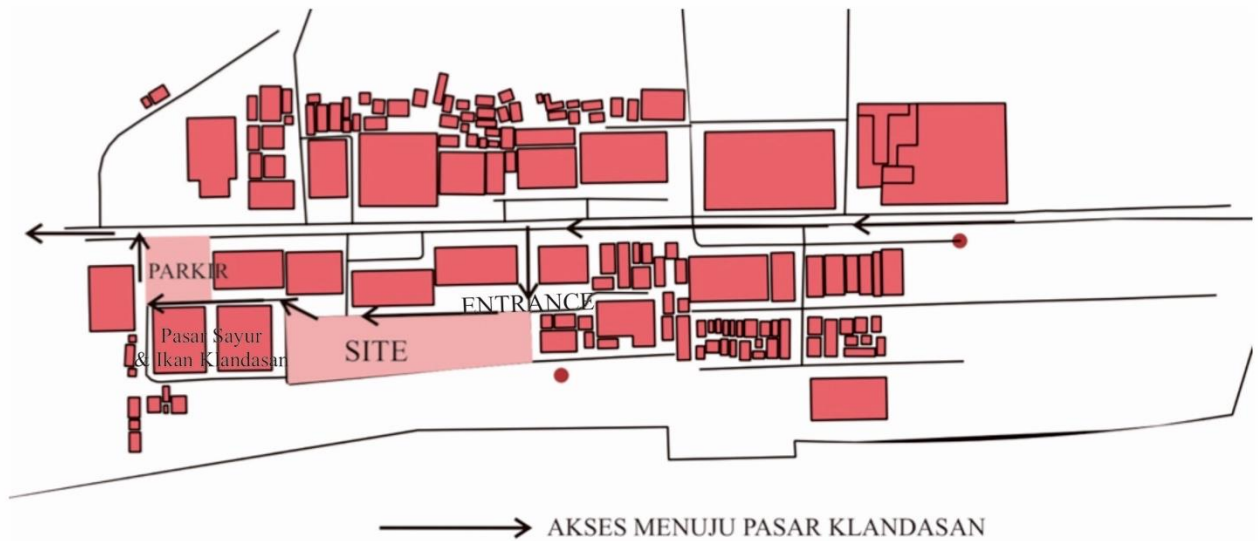 PARKIR
ENTRANCE
Pasar Sayur
& Ikan Klandasan
SITE
AKSES MENUJU PASAR KLANDASAN